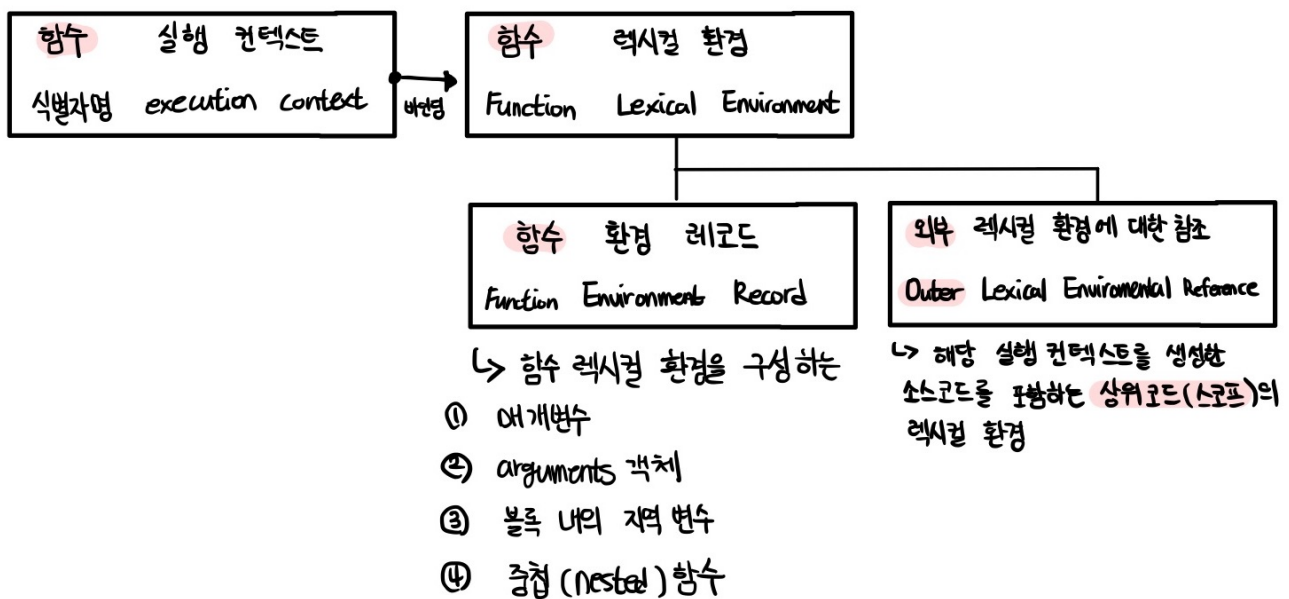 함수 실행 컨텍스트
식별자명 execution context
바인딩
함수 렉시컬 환경
Function Lexical Environment
함수 환경 레코드
Function Environment Record
외부 렉시컬 환경에 대한 참조
Outer Lexical Enviromental Reference
↳ 함수 렉시컬 환경을 구성하는
① 매개변수
② arguments 객체
③ 블록 내의 지역 변수
④ 중첩 (nested) 함수
↳ 해당 실행 컨텍스트를 생성한
소스코드를 포함하는 상위코드(스코프)의
렉시컬 환경